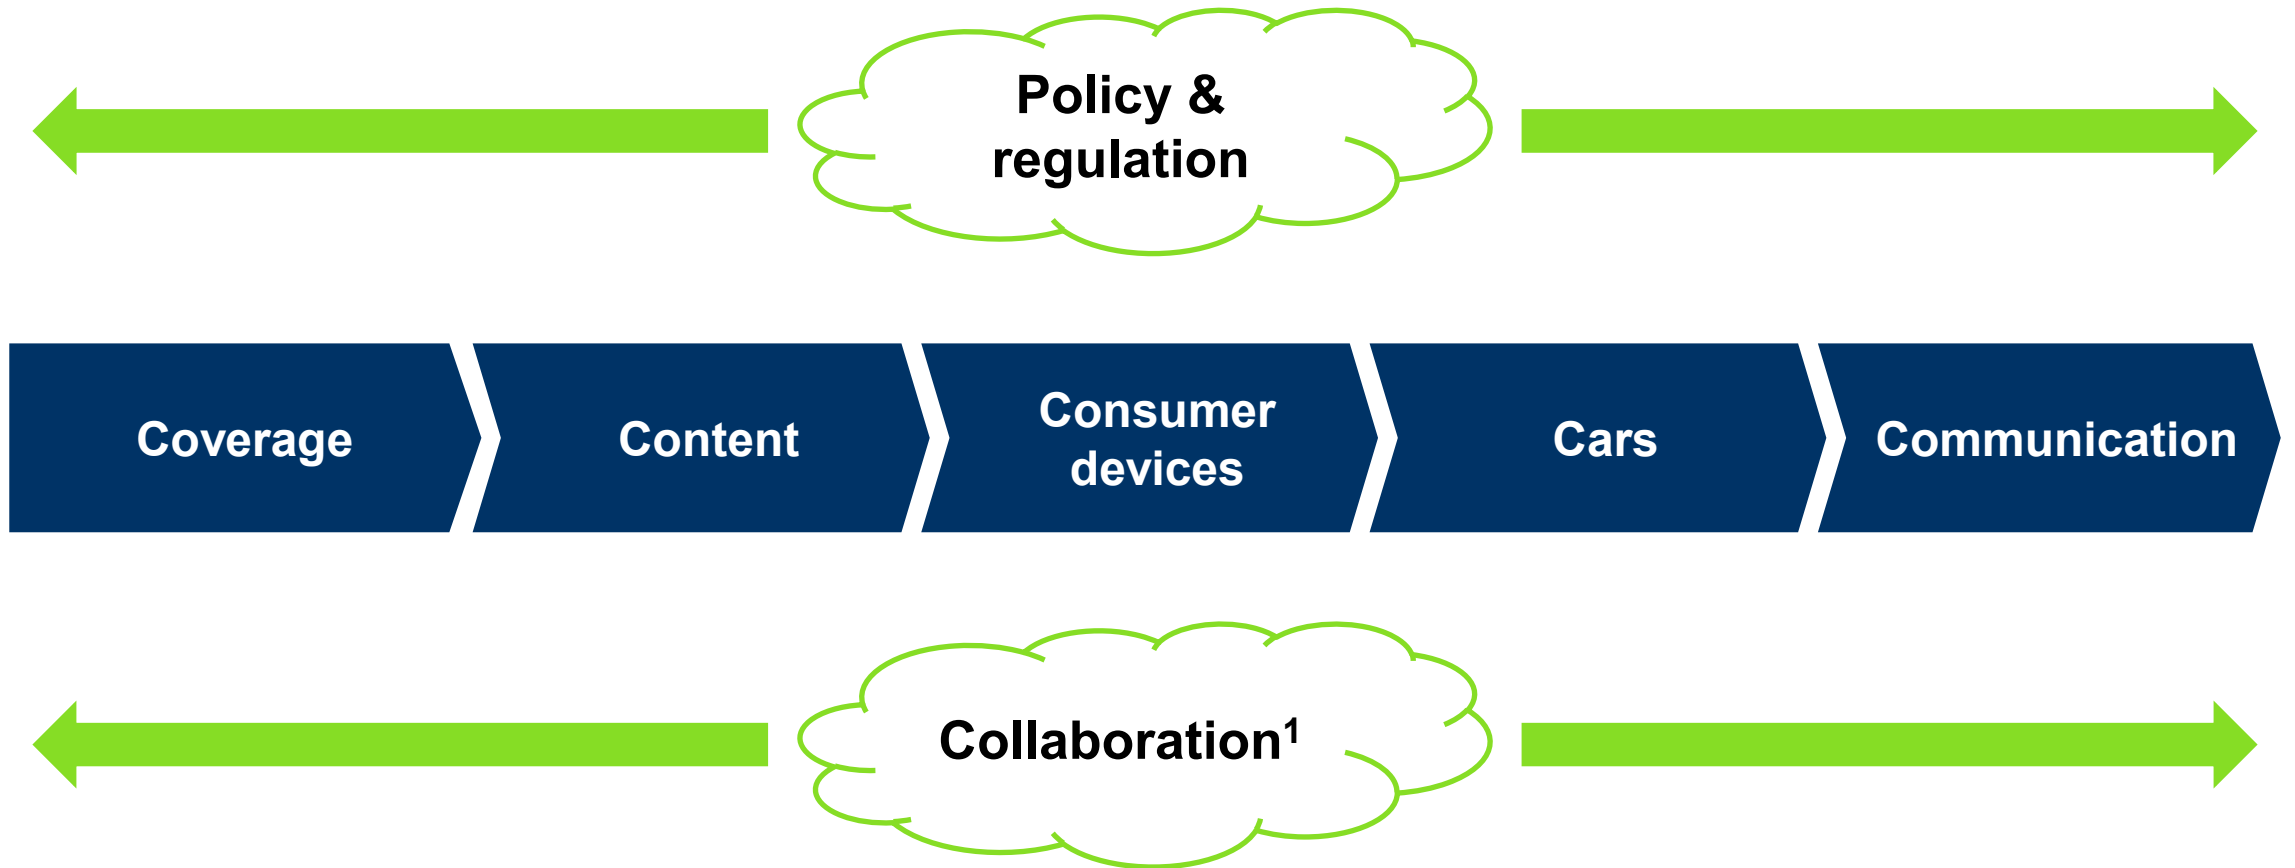 Policy &
regulation
Coverage
Content
Consumer
devices
Cars
Communication
Collaboration¹